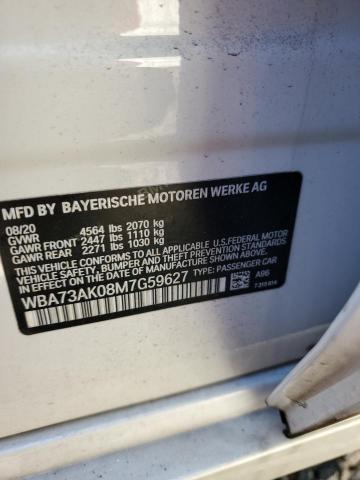 MFD BY BAYERISCHE MOTOREN WERKE AG
08/20
GVWR 4564 lbs 2070 kg
GAWR FRONT 2447 lbs 1110 kg
GAWR REAR 2271 lbs 1030 kg
THIS VEHICLE CONFORMS TO ALL APPLICABLE U.S. FEDERAL MOTOR
VEHICLE SAFETY, BUMPER, AND THEFT PREVENTION STANDARDS
IN EFFECT ON THE DATE OF MANUFACTURE SHOWN ABOVE.
WBA73AK08M7G59627 TYPE: PASSENGER CAR
A96